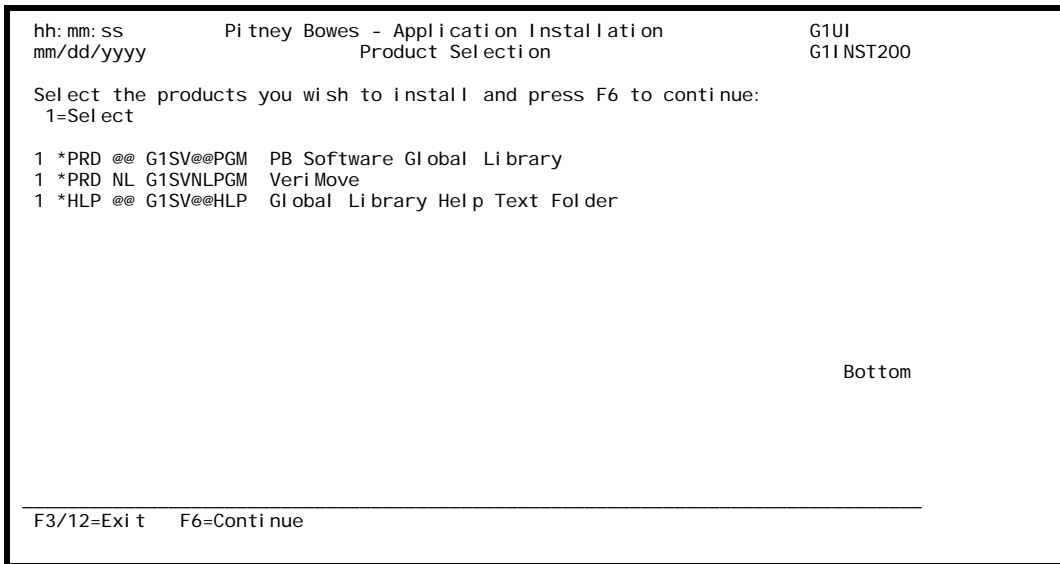 hh:mm:ss Pitney Bowes - Application Installation G1UI
mm/dd/yyyy Product Selection G1INST200
Select the products you wish to install and press F6 to continue:
1=Select
1 *PRD @@ G1SV@@PGM PB Software Global Library
1 *PRD NL G1SVNLPGM VeriMove
1 *HLP @@ G1SV@@HLP Global Library Help Text Folder
Bottom
F3/12=Exit F6=Continue